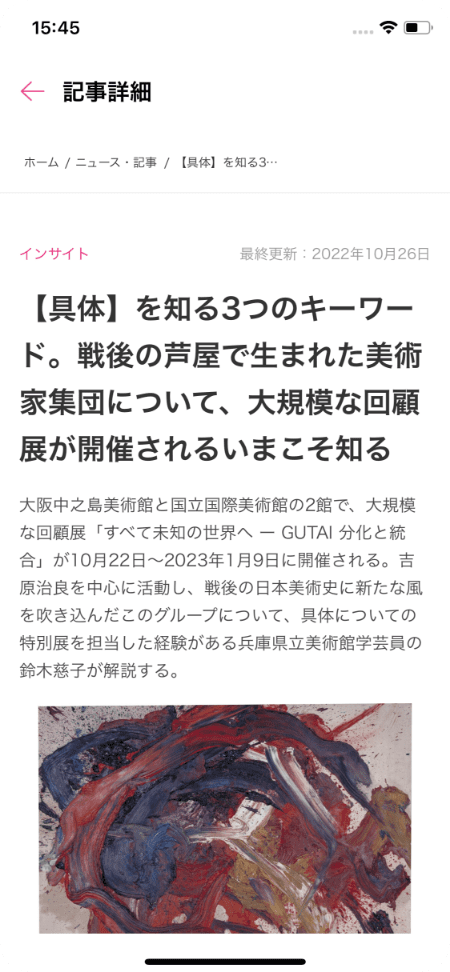 15:45
記事詳細
ホーム / ニュース・記事 / 【具体】を知る3…
インサイト 最終更新：2022年10月26日
【具体】を知る3つのキーワー
ド。戦後の芦屋で生まれた美術
家集団について、大規模な回顧
展が開催されるいまこそ知る
大阪中之島美術館と国立国際美術館の2館で、大規模
な回顧展「すべて未知の世界へ ー GUTAI 分化と統
合」が10月22日〜2023年1月9日に開催される。吉
原治良を中心に活動し、戦後の日本美術史に新たな風
を吹き込んだこのグループについて、具体についての
特別展を担当した経験がある兵庫県立美術館学芸員の
鈴木慈子が解説する。